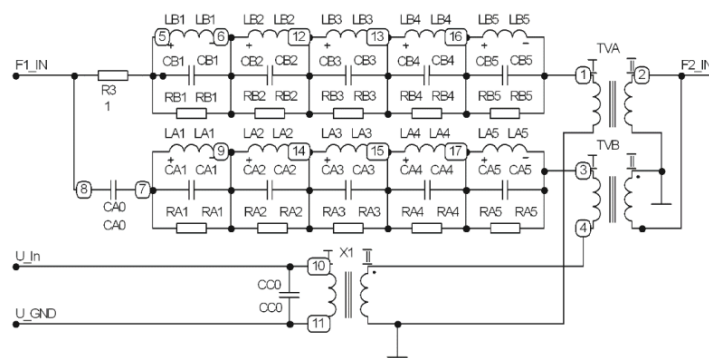 LB1 LB1 LB2 LB2 LB3 LB3 LB4 LB4 LB5 LB5
5 6 12 13 16
+ - + + + + -
CB1 CB2 CB3 CB4 CB5 TVA
F1_IN CB1 CB2 CB3 CB4 CB5 1 I II 2 F2_IN
R3 RB1 RB2 RB3 RB4 RB5
1 RB1 RB2 RB3 RB4 RB5
LA1 LA1 LA2 LA2 LA3 LA3 LA4 LA4 LA5 LA5
9 14 15 17 TVB
+ - + + + + -
CA1 CA2 CA3 CA4 CA5
CA1 CA2 CA3 CA4 CA5 3 I II
8 7
CA0 RA1 RA1 RA2 RA2 RA3 RA3 RA4 RA4 RA5 RA5
CA0 4
X1
U_In 10 I II
CC0
CC0
U_GND 11